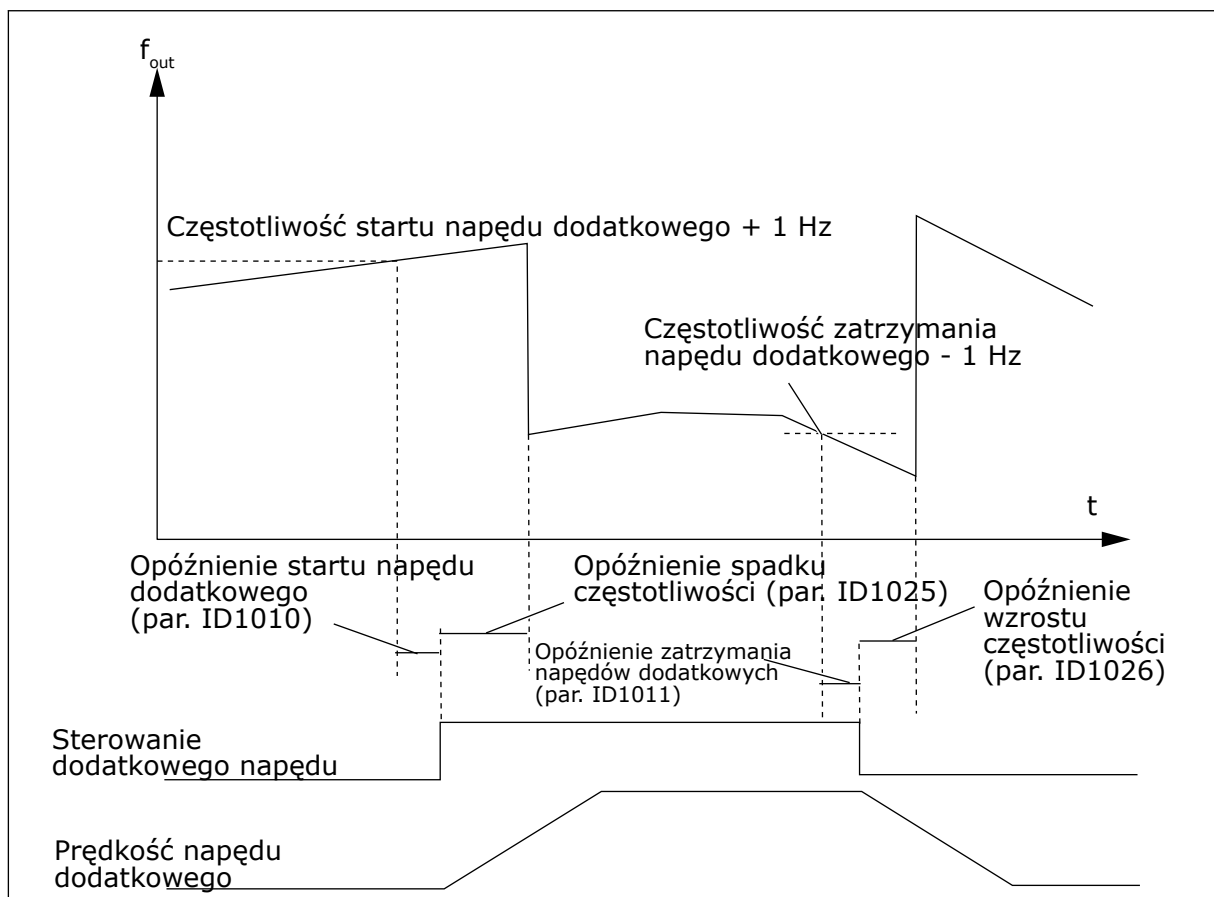 f out
Częstotliwość startu napędu dodatkowego + 1 Hz
Częstotliwość zatrzymania
napędu dodatkowego - 1 Hz
t
Opóźnienie startu napędu
dodatkowego
(par. ID1010)
Opóźnienie spadku
częstotliwości (par. ID1025)
Opóźnienie zatrzymania
napędów dodatkowych
(par. ID1011)
Opóźnienie
wzrostu
częstotliwości
(par. ID1026)
Sterowanie
dodatkowego napędu
Prędkość napędu
dodatkowego